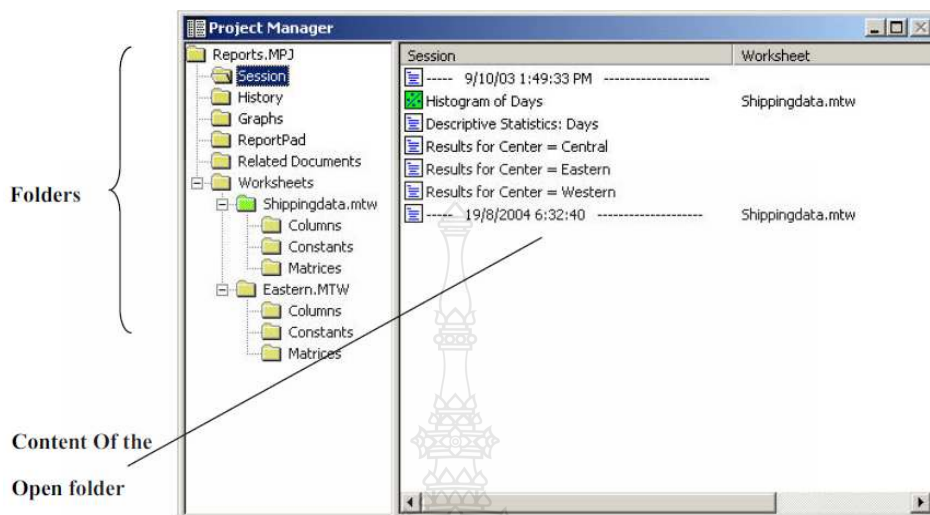 Project Manager
Reports.MPJ
Session
History
Graphs
ReportPad
Related Documents
Worksheets
Shippingdata.mtw
Columns
Constants
Matrices
Eastern.MTW
Columns
Constants
Matrices
Session Worksheet
----- 9/10/03 1:49:33 PM --------------------
Histogram of Days Shippingdata.mtw
Descriptive Statistics: Days
Results for Center = Central
Results for Center = Eastern
Results for Center = Western
----- 19/8/2004 6:32:40 -------------------- Shippingdata.mtw
Folders
Content Of the
Open folder